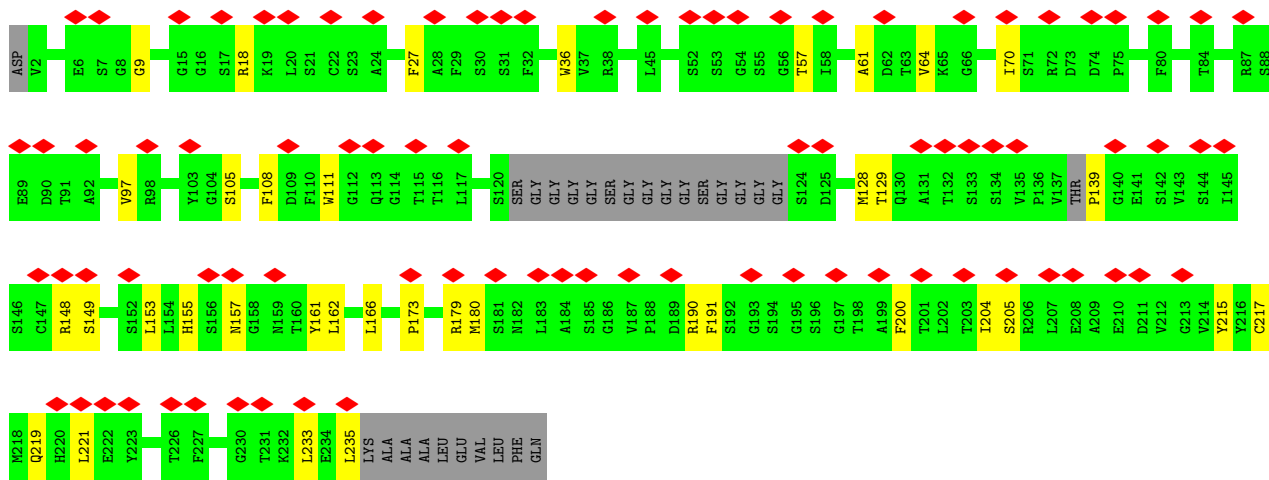 ASP V2 E6 S7 G8 G9 G15 G16 S17 R18 K19 L20 S21 C22 S23 A24 F27 A28 F29 S30 S31 F32 W36 V37 R38 L45 S52 S53 G54 S55 G56 T57 I58 A61 D62 T63 V64 K65 G66 I70 S71 R72 D73 D74 P75 F80 T84 R87 S88
E89 D90 T91 A92 V97 R98 Y103 G104 S105 F108 D109 F110 W111 G112 Q113 G114 T115 T116 L117 S120 SER GLY GLY GLY SER GLY GLY GLY GLY SER GLY GLY GLY GLY S124 D125 M128 T129 Q130 A131 T132 S133 S134 V135 P136 V137 THR P139 G140 E141 S142 V143 S144 I145
S146 C147 R148 S149 S152 L153 L154 H155 S156 N157 G158 N159 T160 Y161 L162 L166 P173 R179 M180 S181 N182 L183 A184 S185 G186 V187 P188 D189 R190 F191 S192 G193 S194 G195 S196 G197 T198 A199 F200 T201 L202 T203 I204 S205 R206 L207 E208 A209 E210 D211 V212 G213 V214 Y215 Y216 C217
M218 Q219 H220 L221 E222 Y223 T226 F227 G230 T231 K232 L233 E234 L235 LYS ALA ALA ALA LEU GLU VAL LEU PHE GLN